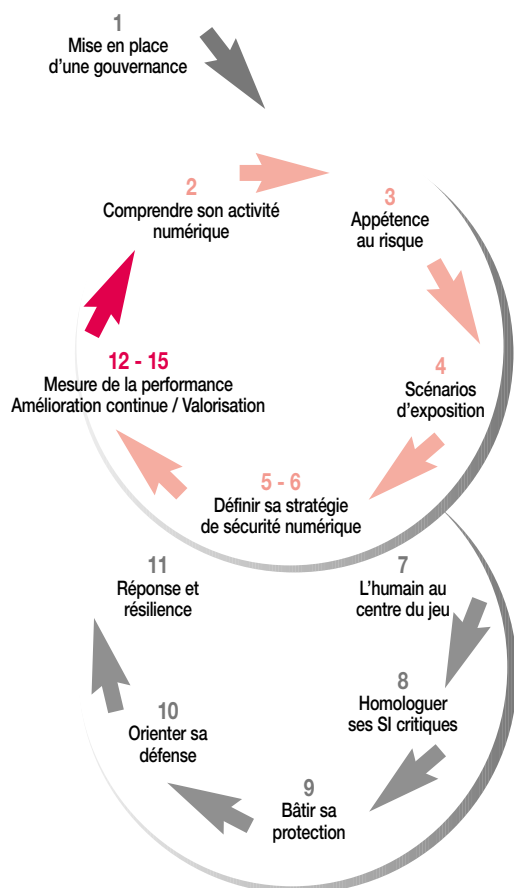 1
Mise en place
d'une gouvernance
2
Comprendre son activité
numérique
3
Appétence
au risque
4
Scénarios
d'exposition
5 - 6
Définir sa stratégie
de sécurité numérique
12 - 15
Mesure de la performance
Amélioration continue / Valorisation
7
L'humain au
centre du jeu
8
Homologuer
ses SI critiques
9
Bâtir sa
protection
10
Orienter sa
défense
11
Réponse et
résilience